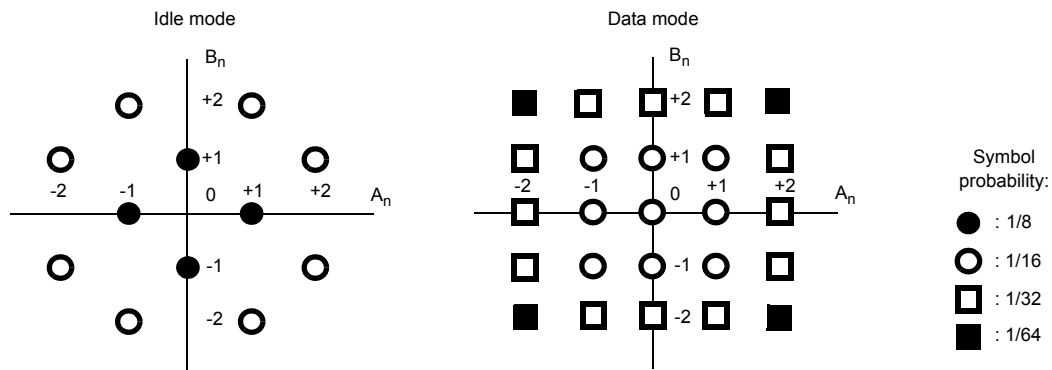 Idle mode
B_n
+2
+1
-2 -1 0 +1 +2 A_n
-1
-2
Data mode
B_n
+2
+1
-2 -1 0 +1 +2 A_n
-1
-2
Symbol
probability:
: 1/8
: 1/16
: 1/32
: 1/64